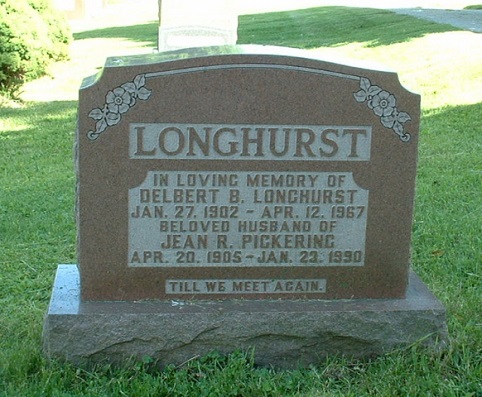 LONGHURST
IN LOVING MEMORY OF
DELBERT B. LONGHURST
JAN. 27, 1902 - APR. 12, 1967
BELOVED HUSBAND OF
JEAN R. PICKERING
APR. 20, 1905 - JAN. 23, 1990
TILL WE MEET AGAIN.